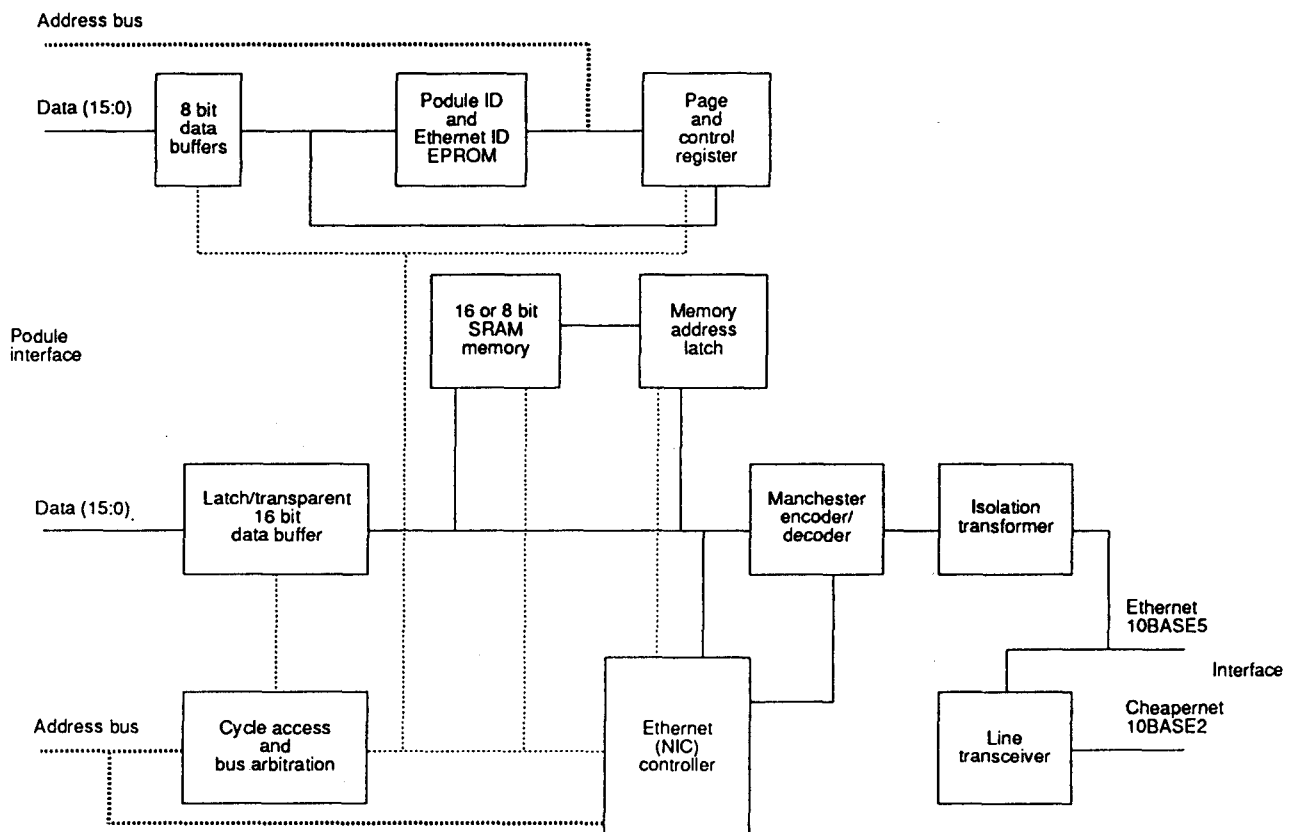 Address bus
Data (15:0)
8 bit
data
buffers
Podule ID
and
Ethernet ID
EPROM
Page
and
control
register
Podule
interface
16 or 8 bit
SRAM
memory
Memory
address
latch
Data (15:0)
Latch/transparent
16 bit
data buffer
Manchester
encoder/
decoder
Isolation
transformer
Ethernet
10BASE5
Interface
Address bus
Cycle access
and
bus arbitration
Ethernet
(NIC)
controller
Line
transceiver
Cheapernet
10BASE2